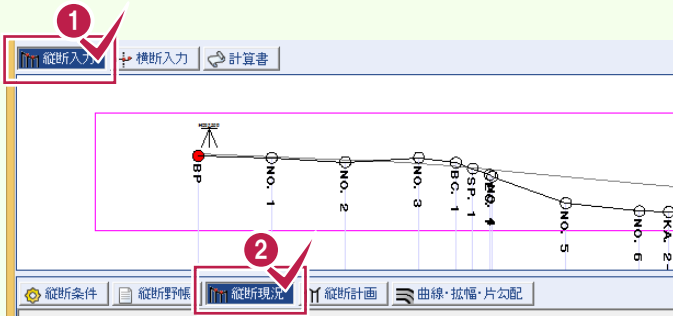 1
縦断入力 横断入力 計算書
BP
NO. 1
NO. 2
NO. 3
BC. 1
SP. 1
NO. 4
NO. 5
NO. 6
KA. 2-
2
縦断条件 縦断野帳 縦断現況 縦断計画 曲線・拡幅・片勾配